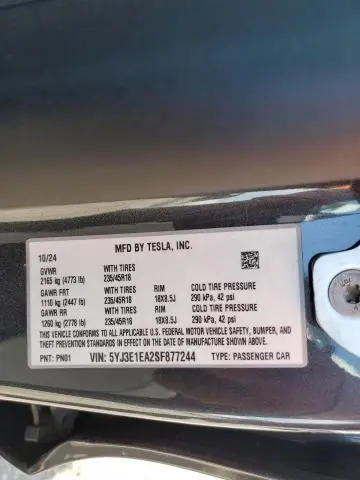 MFD BY TESLA, INC.
10/24
GVWR WITH TIRES
2165 kg (4773 lb) 235/45R18
GAWR FRT WITH TIRES RIM COLD TIRE PRESSURE
1110 kg (2447 lb) 235/45R18 18X8.5J 290 kPa, 42 psi
GAWR RR WITH TIRES RIM COLD TIRE PRESSURE
1260 kg (2778 lb) 235/45R18 18X8.5J 290 kPa, 42 psi
THIS VEHICLE CONFORMS TO ALL APPLICABLE U.S. FEDERAL MOTOR VEHICLE SAFETY, BUMPER, AND
THEFT PREVENTION STANDARDS IN EFFECT ON THE DATE OF MANUFACTURE SHOWN ABOVE.
PNT: PN01 VIN: 5YJ3E1EA2SF877244 TYPE: PASSENGER CAR